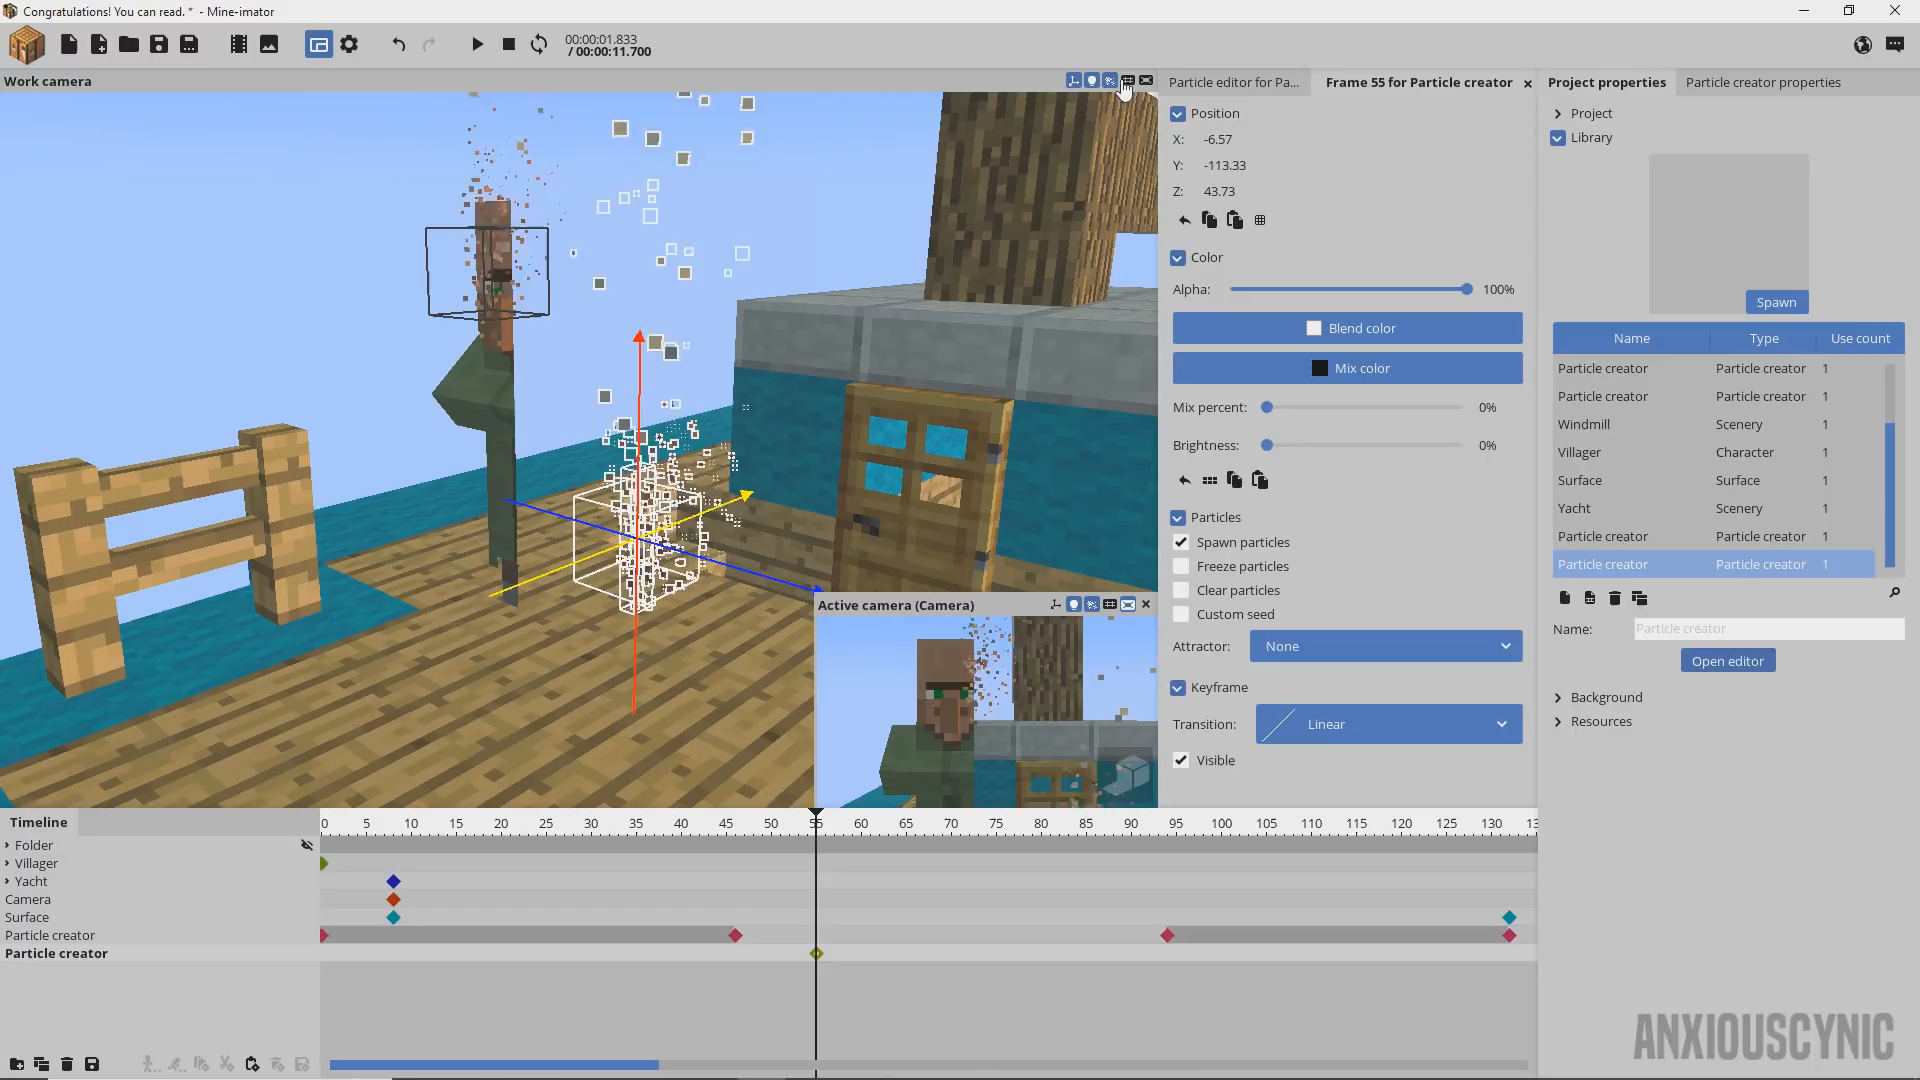 Congratulations! You can read. * - Mine-imator
00:00:01.833
/ 00:00:11.700
Work camera
Particle editor for Pa...
Frame 55 for Particle creator
Project properties
Particle creator properties
Position
X: -6.57
Y: -113.33
Z: 43.73
Color
Alpha: 100%
Blend color
Mix color
Mix percent: 0%
Brightness: 0%
Particles
Spawn particles
Freeze particles
Clear particles
Custom seed
Attractor: None
Keyframe
Transition: Linear
Visible
Project
Library
Spawn
Name Type Use count
Particle creator Particle creator 1
Particle creator Particle creator 1
Windmill Scenery 1
Villager Character 1
Surface Surface 1
Yacht Scenery 1
Particle creator Particle creator 1
Particle creator Particle creator 1
Name: Particle creator
Open editor
Background
Resources
Active camera (Camera)
Timeline
0 5 10 15 20 25 30 35 40 45 50 55 60 65 70 75 80 85 90 95 100 105 110 115 120 125 130 13
Folder
Villager
Yacht
Camera
Surface
Particle creator
Particle creator
ANXIOUSCYNIC